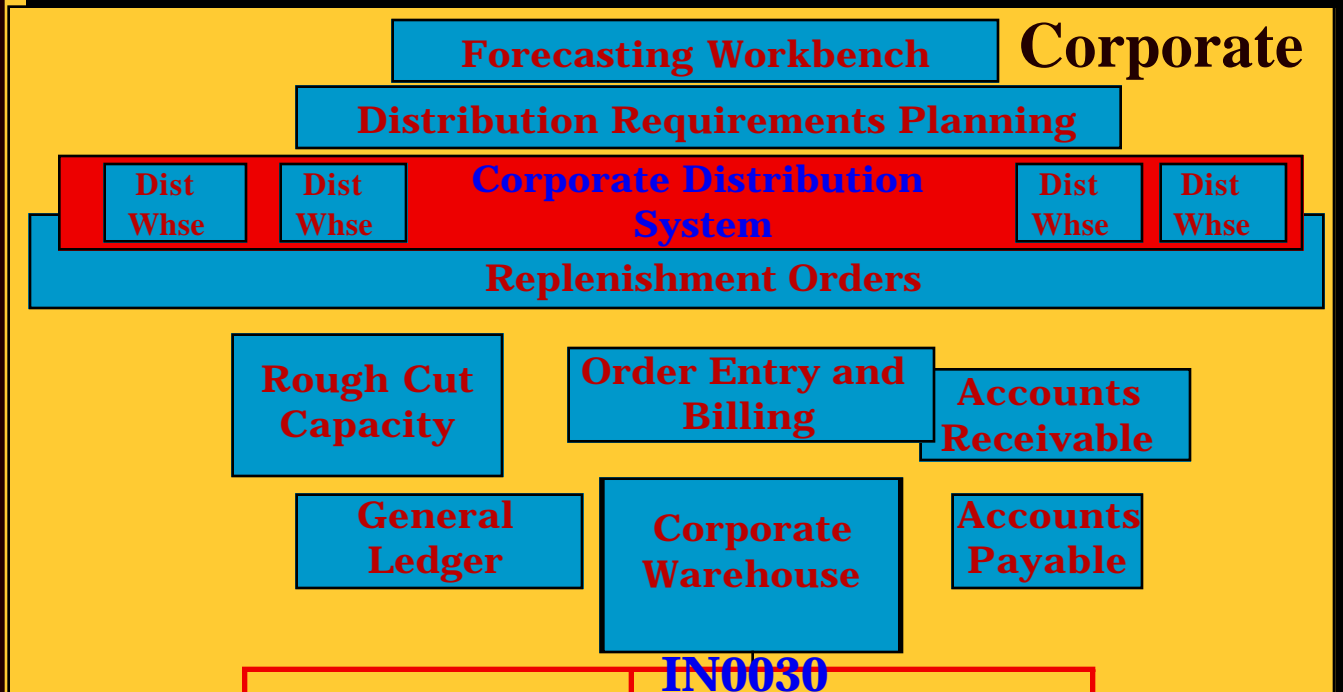 Forecasting Workbench
Corporate
Distribution Requirements Planning
Dist
Whse
Dist
Whse
Corporate Distribution
System
Dist
Whse
Dist
Whse
Replenishment Orders
Rough Cut
Capacity
Order Entry and
Billing
Accounts
Receivable
General
Ledger
Corporate
Warehouse
Accounts
Payable
IN0030